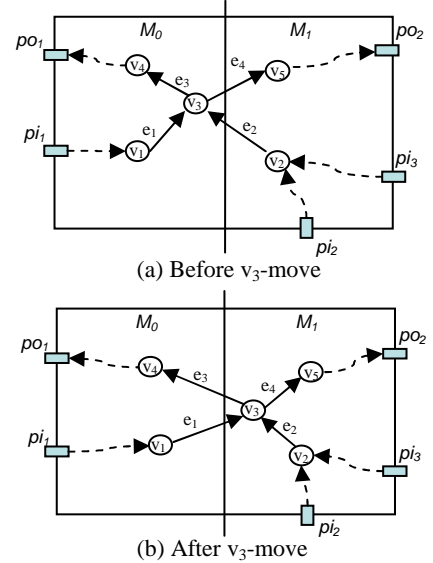 M₀ M₁
po₁ po₂
v₄ e₃ e₄ v₅
v₃
pi₁ e₁ e₂
v₁ v₂ pi₃
pi₂
(a) Before v₃-move
M₀ M₁
po₁ po₂
v₄ e₃ e₄ v₅
v₃
pi₁ e₁ e₂
v₁ v₂ pi₃
pi₂
(b) After v₃-move